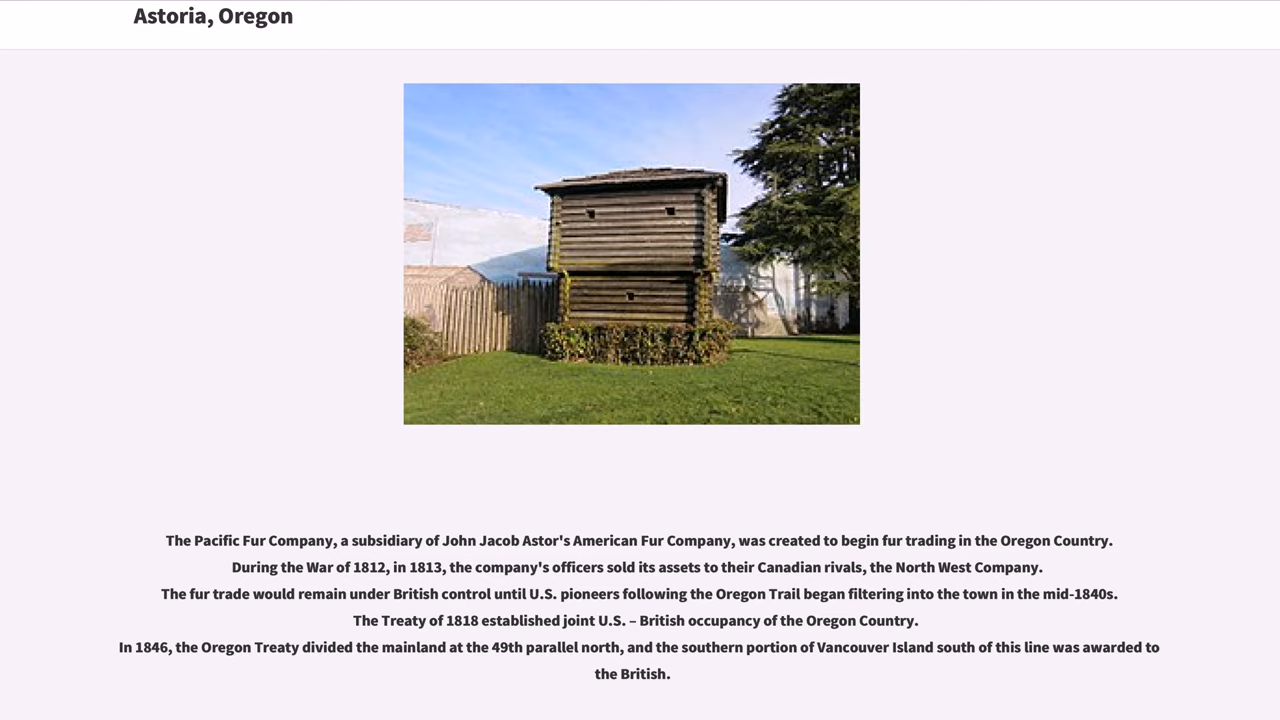 Astoria, Oregon
The Pacific Fur Company, a subsidiary of John Jacob Astor's American Fur Company, was created to begin fur trading in the Oregon Country.
During the War of 1812, in 1813, the company's officers sold its assets to their Canadian rivals, the North West Company.
The fur trade would remain under British control until U.S. pioneers following the Oregon Trail began filtering into the town in the mid-1840s.
The Treaty of 1818 established joint U.S. – British occupancy of the Oregon Country.
In 1846, the Oregon Treaty divided the mainland at the 49th parallel north, and the southern portion of Vancouver Island south of this line was awarded to
the British.